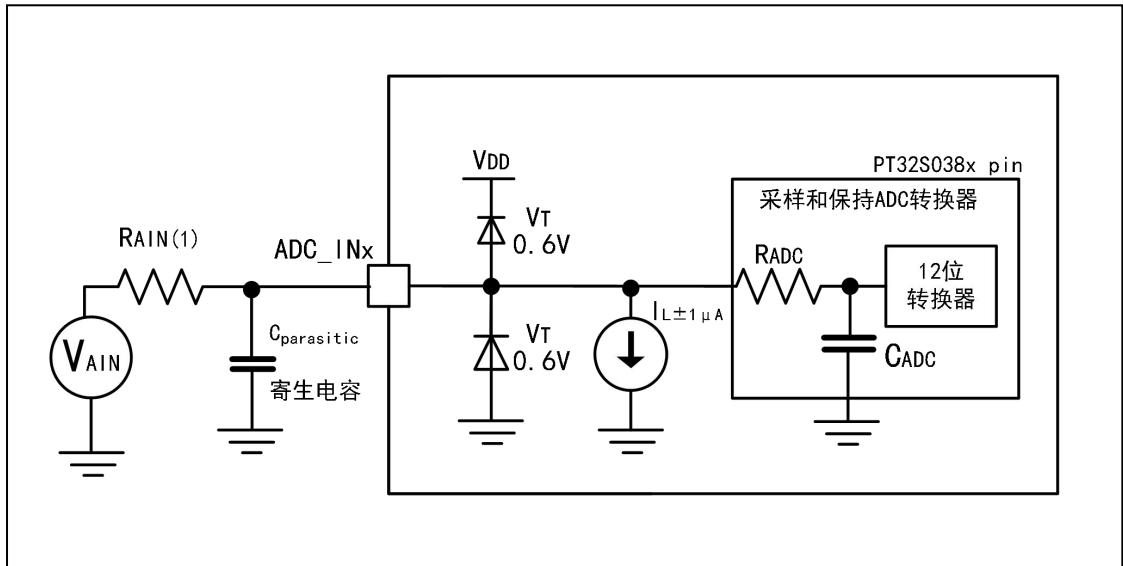 PT32S038x pin
VDD
采样和保持ADC转换器
VT
0.6V
RAIN(1)
ADC_INx
RADC
12位
转换器
IL±1μA
VAIN
Cparasitic
寄生电容
VT
0.6V
CADC